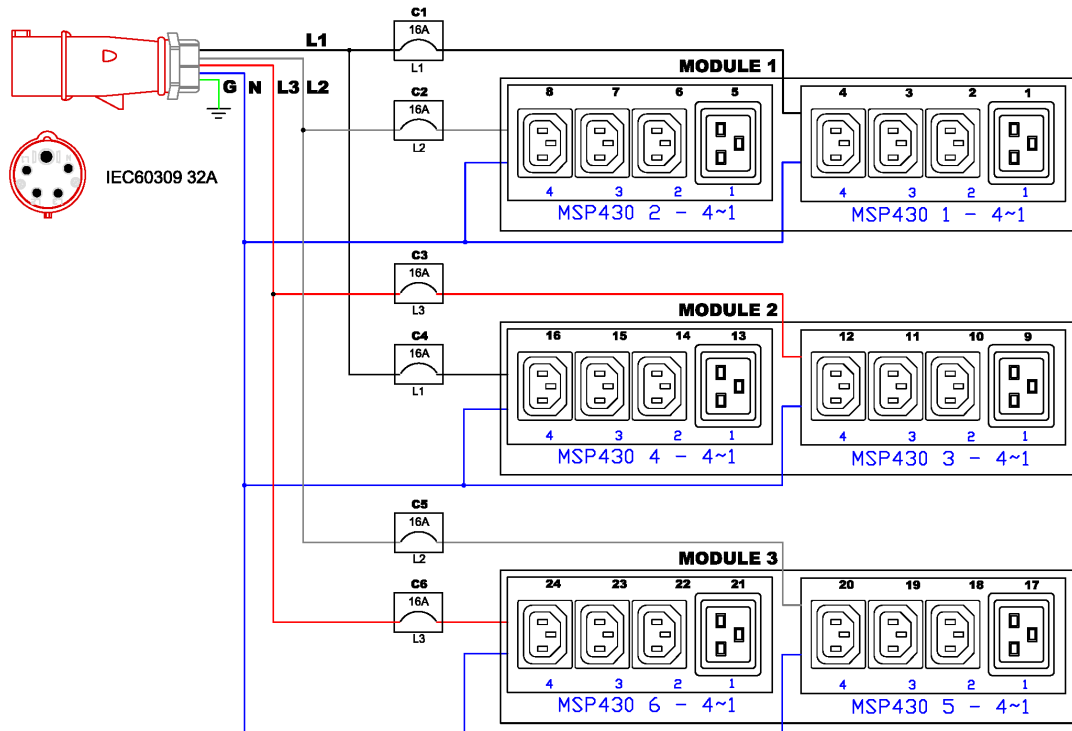 C1
16A
L1
L1
G N L3 L2
C2
16A
L2
IEC60309 32A
MODULE 1
8 7 6 5
4 3 2 1
MSP430 2 - 4~1
4 3 2 1
4 3 2 1
MSP430 1 - 4~1
C3
16A
L3
C4
16A
L1
MODULE 2
16 15 14 13
4 3 2 1
MSP430 4 - 4~1
12 11 10 9
4 3 2 1
MSP430 3 - 4~1
C5
16A
L2
C6
16A
L3
MODULE 3
24 23 22 21
4 3 2 1
MSP430 6 - 4~1
20 19 18 17
4 3 2 1
MSP430 5 - 4~1